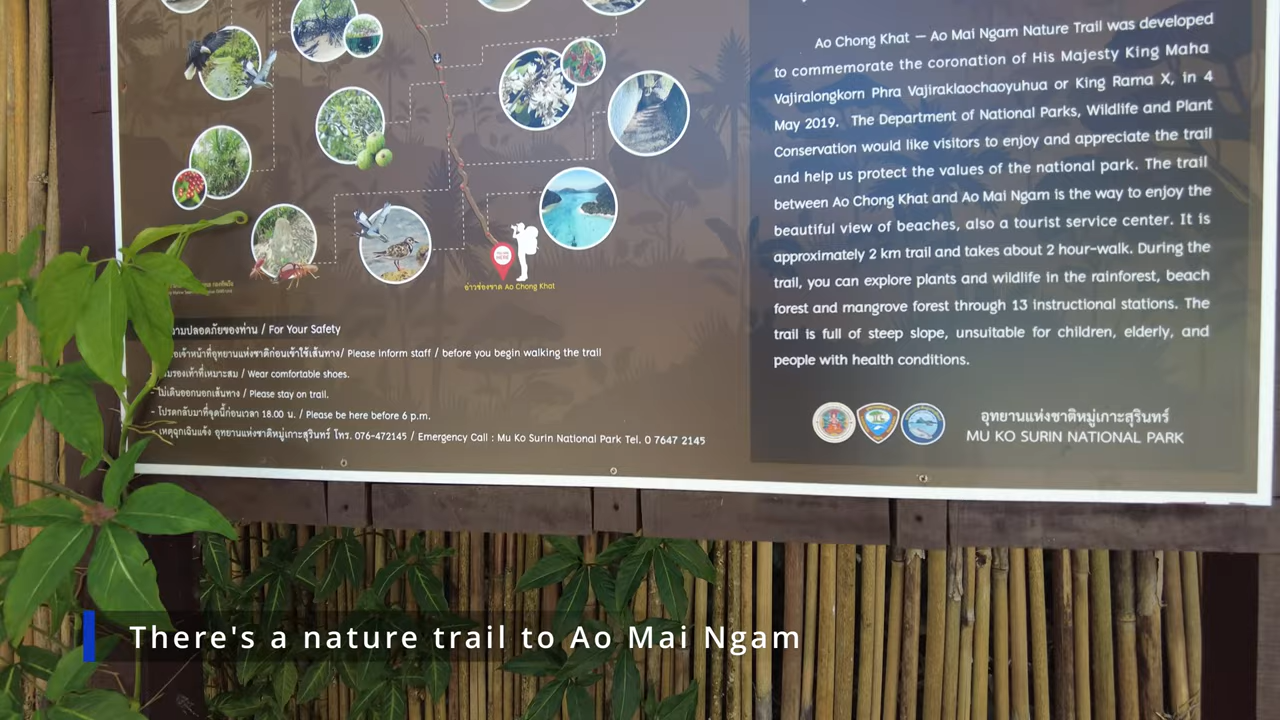 Ao Chong Khat – Ao Mai Ngam Nature Trail was developed
to commemorate the coronation of His Majesty King Maha
Vajiralongkorn Phra Vajiraklaochaoyuhua or King Rama X, in 4
May 2019. The Department of National Parks, Wildlife and Plant
Conservation would like visitors to enjoy and appreciate the trail
and help us protect the values of the national park. The trail
between Ao Chong Khat and Ao Mai Ngam is the way to enjoy the
beautiful view of beaches, also a tourist service center. It is
approximately 2 km trail and takes about 2 hour-walk. During the
trail, you can explore plants and wildlife in the rainforest, beach
forest and mangrove forest through 13 instructional stations. The
trail is full of steep slope, unsuitable for children, elderly, and
people with health conditions.
อุทยานแห่งชาติหมู่เกาะสุรินทร์
MU KO SURIN NATIONAL PARK
HERE
อ่าวช่องขาด Ao Chong Khat
ความปลอดภัยของท่าน / For Your Safety
เจ้าหน้าที่อุทยานแห่งชาติก่อนเข้าใช้เส้นทาง/ Please inform staff / before you begin walking the trail
รองเท้าที่เหมาะสม / Wear comfortable shoes.
- ไม่เดินออกนอกเส้นทาง / Please stay on trail.
- โปรดกลับมาที่จุดนี้ก่อนเวลา 18.00 น. / Please be here before 6 p.m.
เหตุฉุกเฉินแจ้ง อุทยานแห่งชาติหมู่เกาะสุรินทร์ โทร. 076-472145 / Emergency Call : Mu Ko Surin National Park Tel. 0 7647 2145
There's a nature trail to Ao Mai Ngam